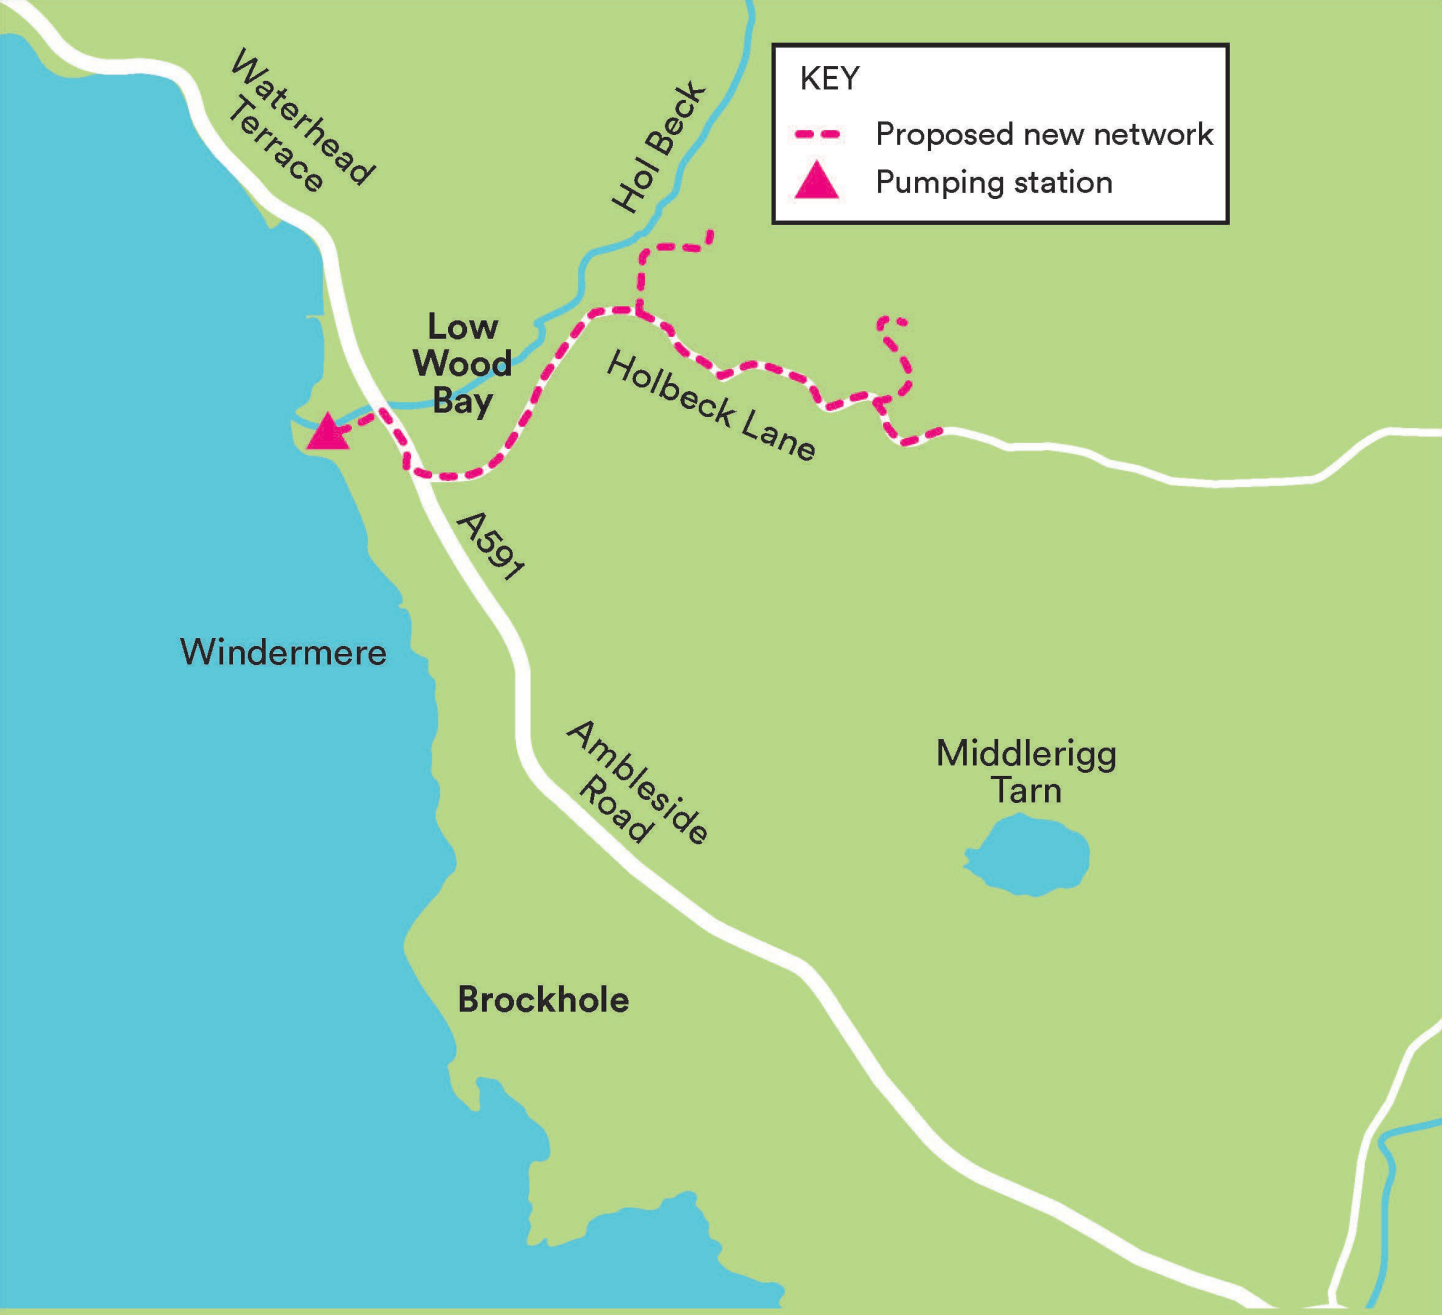 KEY
Proposed new network
Pumping station
Waterhead
Terrace
Hol Beck
Low
Wood
Bay
Holbeck Lane
A591
Windermere
Ambleside
Road
Middlerigg
Tarn
Brockhole